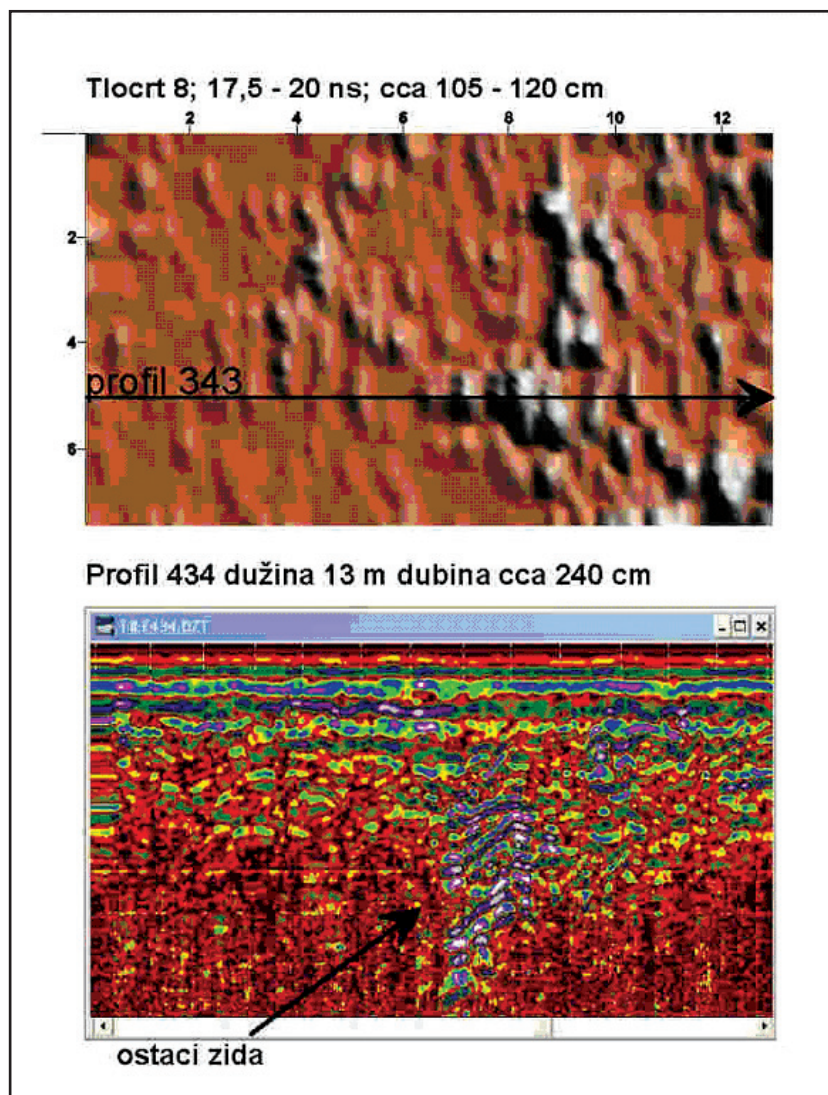 Tlocrt 8; 17,5 - 20 ns; cca 105 - 120 cm
2 4 6 8 10 12
2
4
profil 343
6
Profil 434 dužina 13 m dubina cca 240 cm
ostaci zida